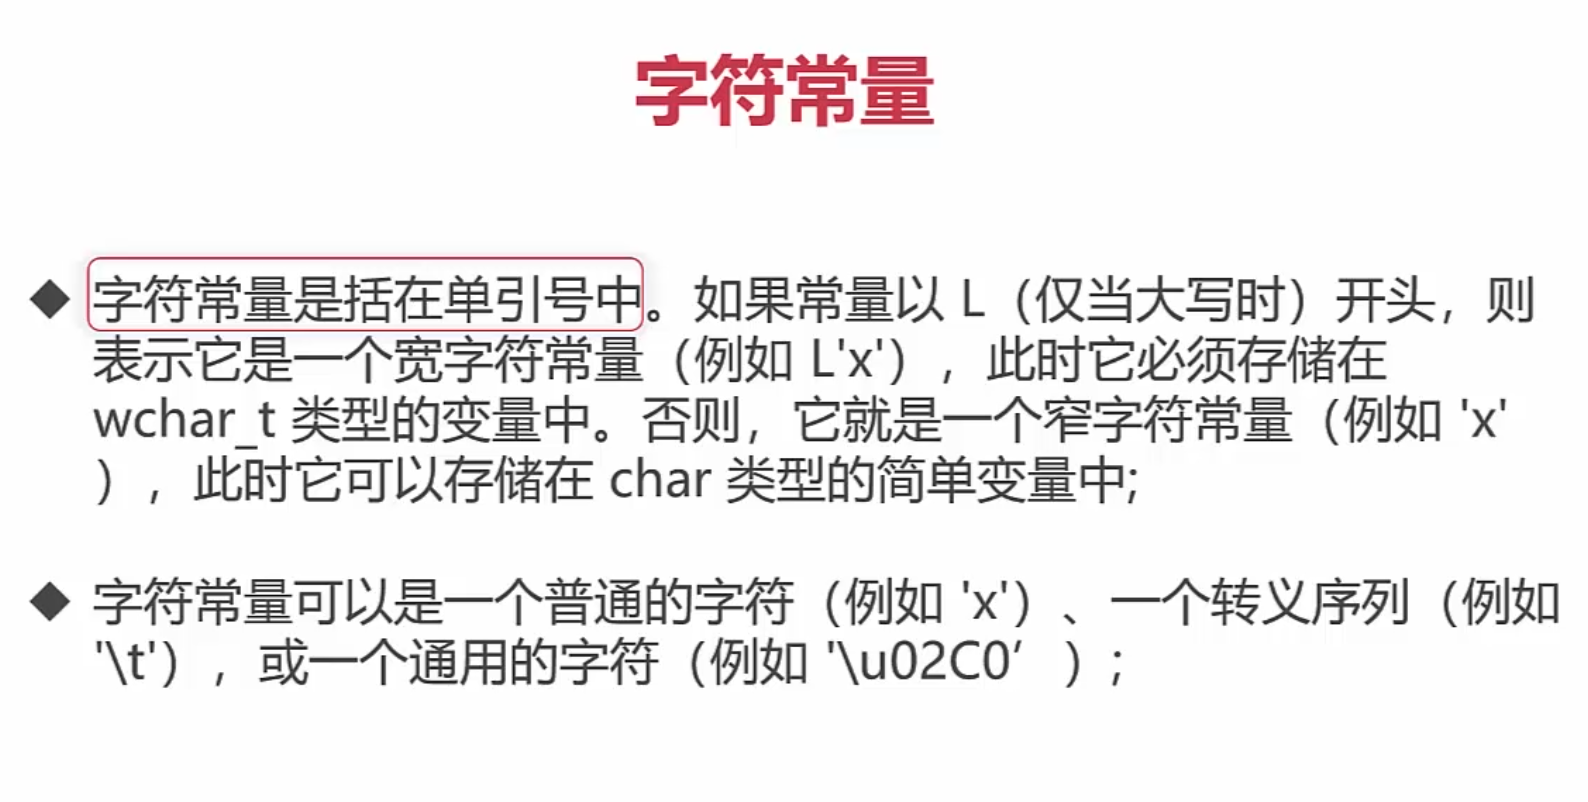 字符常量
◆ 字符常量是括在单引号中。如果常量以 L（仅当大写时）开头，则
表示它是一个宽字符常量（例如 L'x'），此时它必须存储在
wchar_t 类型的变量中。否则，它就是一个窄字符常量（例如 'x'
），此时它可以存储在 char 类型的简单变量中;
◆ 字符常量可以是一个普通的字符（例如 'x'）、一个转义序列（例如
'\t'），或一个通用的字符（例如 '\u02C0’）;